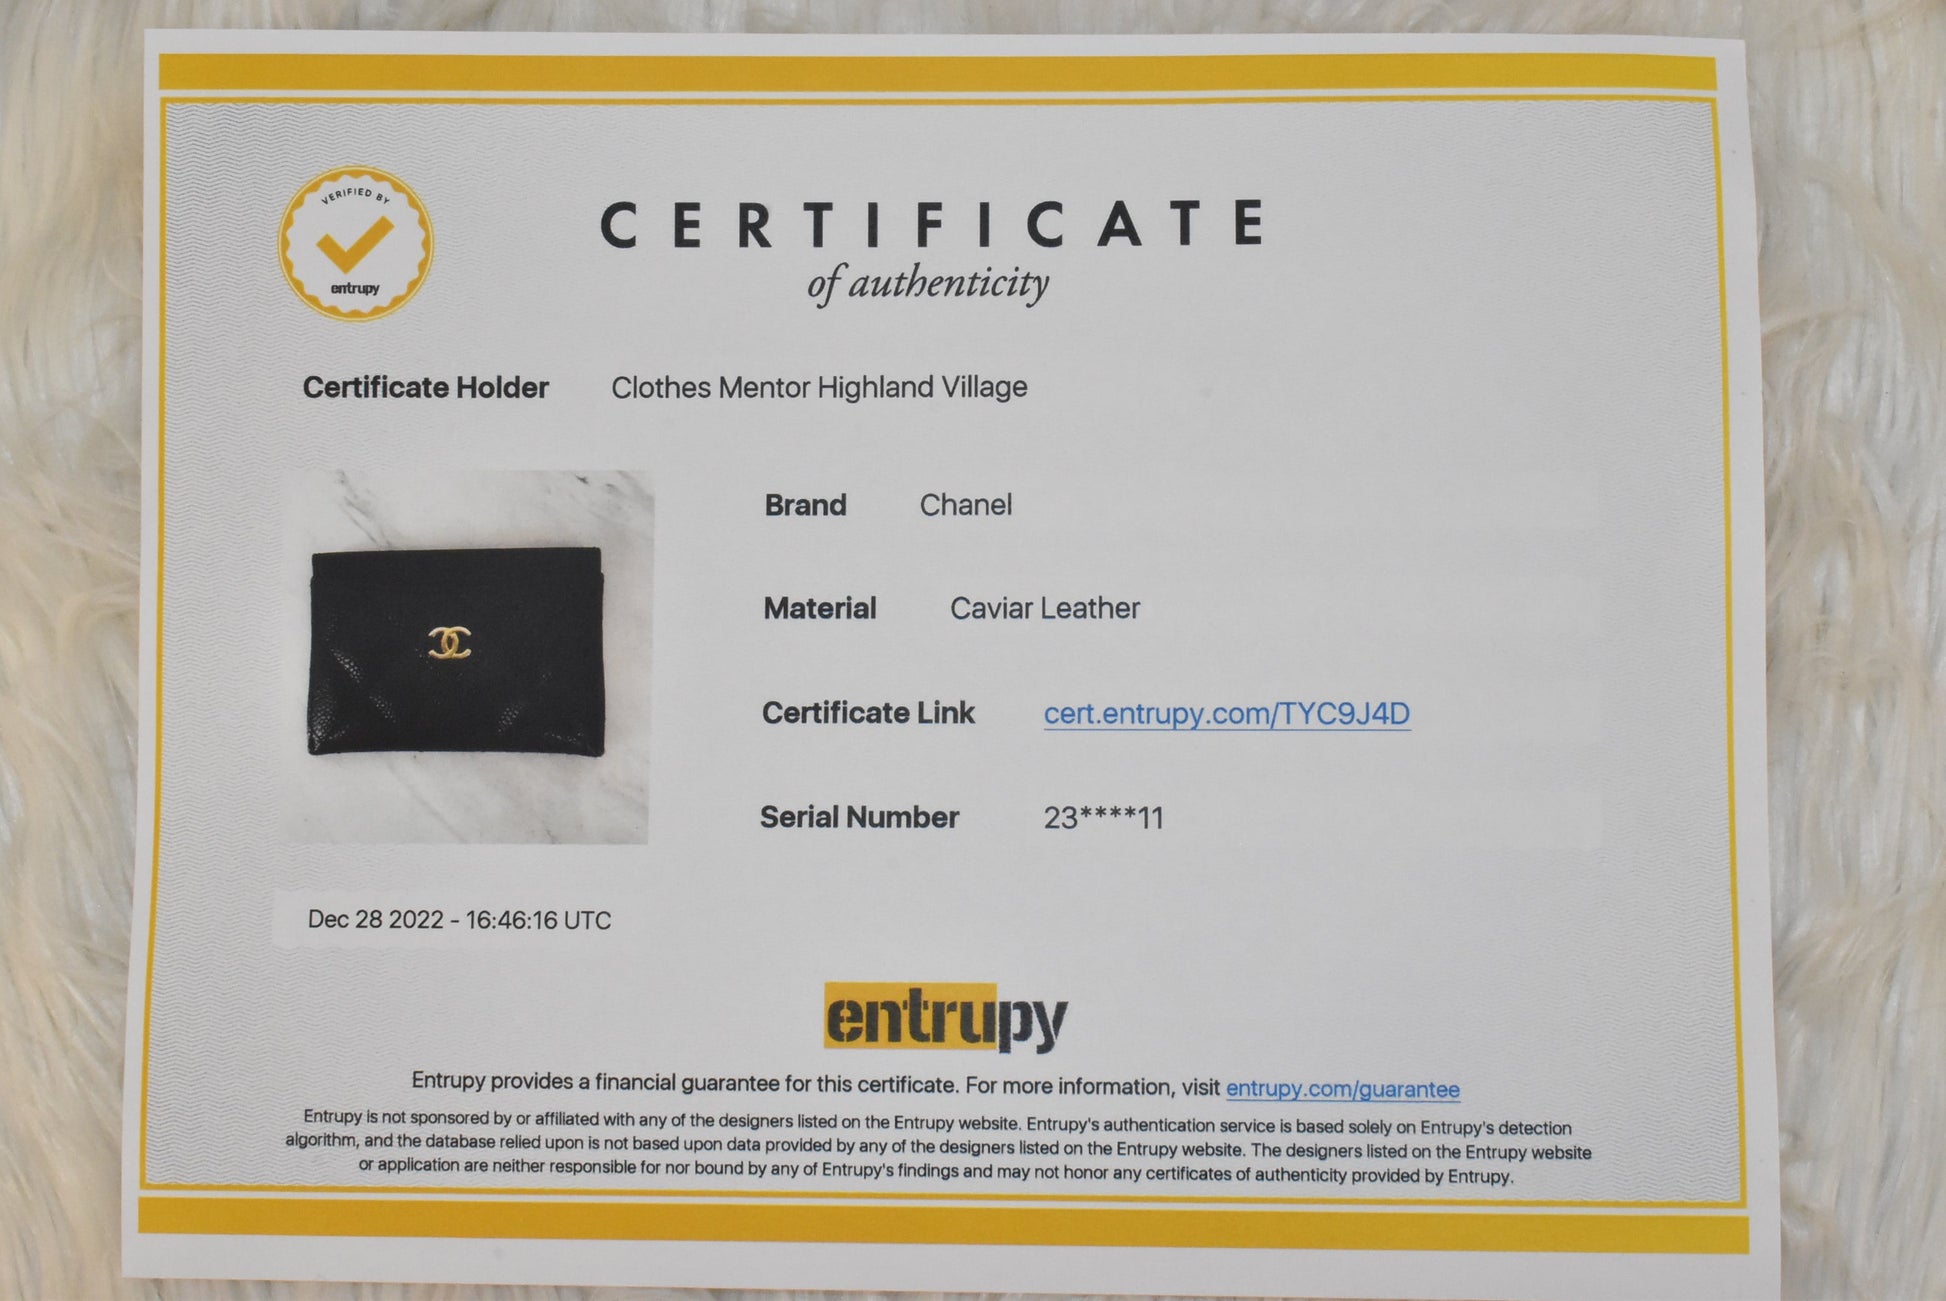 VERIFIED BY
entrupy
CERTIFICATE
of authenticity
Certificate Holder Clothes Mentor Highland Village
Brand Chanel
Material Caviar Leather
Certificate Link cert.entrupy.com/TYC9J4D
Serial Number 23****11
Dec 28 2022 - 16:46:16 UTC
entrupy
Entrupy provides a financial guarantee for this certificate. For more information, visit entrupy.com/guarantee
Entrupy is not sponsored by or affiliated with any of the designers listed on the Entrupy website. Entrupy's authentication service is based solely on Entrupy's detection
algorithm, and the database relied upon is not based upon data provided by any of the designers listed on the Entrupy website. The designers listed on the Entrupy website
or application are neither responsible for nor bound by any of Entrupy's findings and may not honor any certificates of authenticity provided by Entrupy.